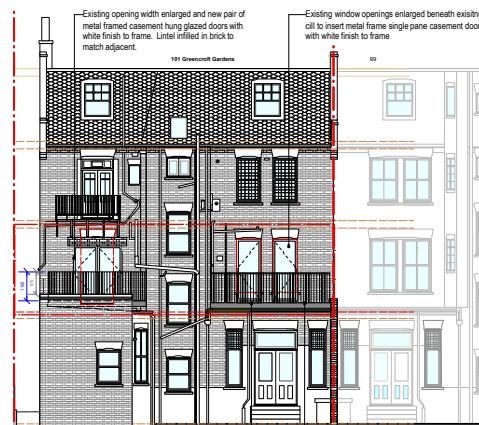 Existing opening width enlarged and new pair of
metal framed casement hung glazed doors with
white finish to frame. Lintel infilled in brick to
match adjacent.
Existing window openings enlarged beneath exisitng
cill to insert metal frame single pane casement door
with white finish to frame
101 Greencroft Gardens
99